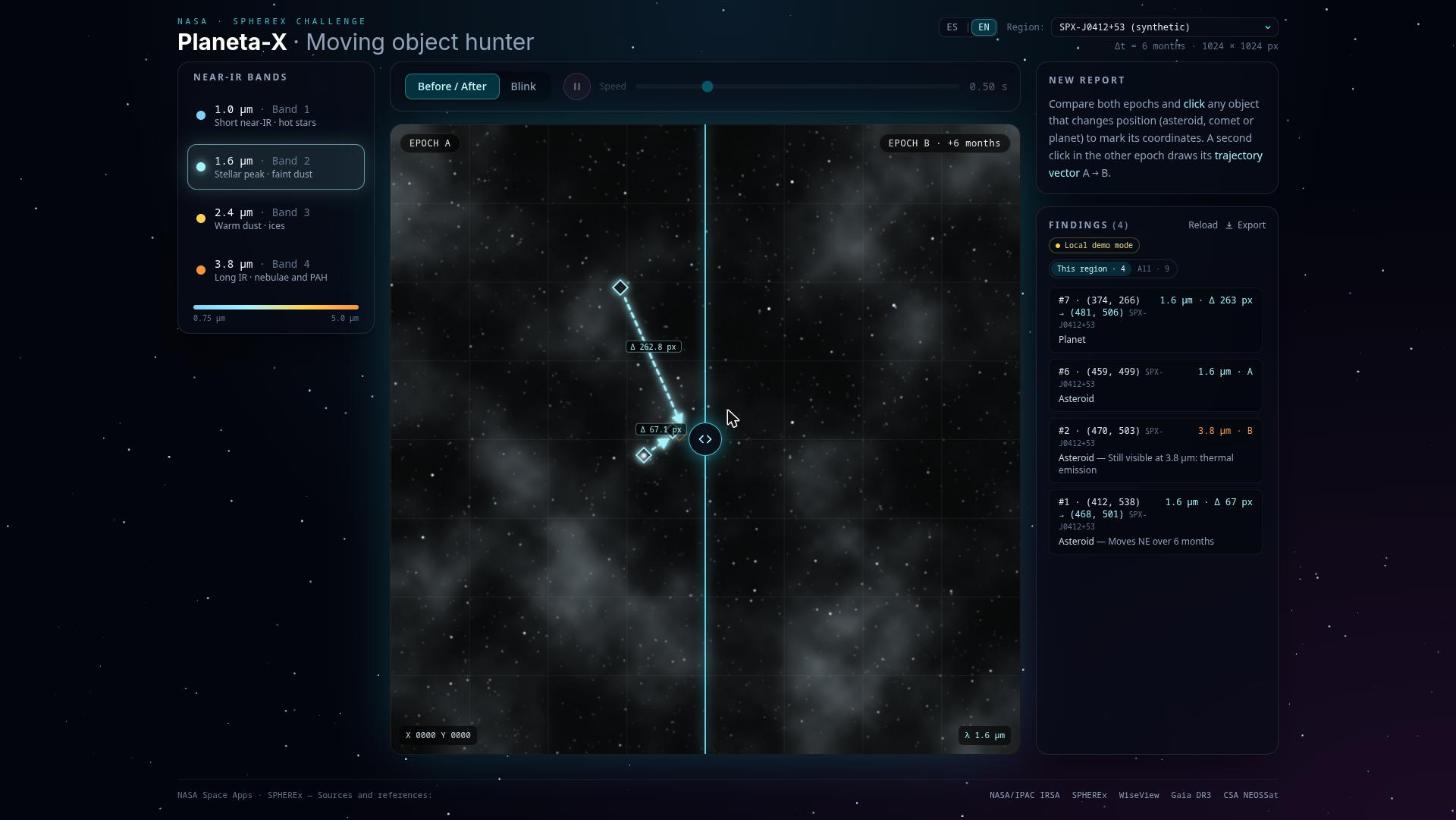 NASA · SPHEREX CHALLENGE
Planeta-X · Moving object hunter
ES | EN
Region:
SPX-J0412+53 (synthetic)
Δt = 6 months · 1024 × 1024 px
NEAR-IR BANDS
1.0 µm · Band 1
Short near-IR · hot stars
1.6 µm · Band 2
Stellar peak · faint dust
2.4 µm · Band 3
Warm dust · ices
3.8 µm · Band 4
Long IR · nebulae and PAH
0.75 µm
5.0 µm
Before / After
Blink
Speed
0.50 s
EPOCH A
EPOCH B · +6 months
Δ 262.8 px
Δ 67.1 px
X 0000 Y 0000
λ 1.6 µm
NEW REPORT
Compare both epochs and click any object
that changes position (asteroid, comet or
planet) to mark its coordinates. A second
click in the other epoch draws its trajectory
vector A → B.
FINDINGS (4)
Reload
Export
Local demo mode
This region · 4
All · 9
#7 · (374, 266)
→ (481, 506) SPX-
J0412+53
1.6 µm · Δ 263 px
Planet
#6 · (459, 499) SPX-
J0412+53
1.6 µm · A
Asteroid
#2 · (470, 503) SPX-
J0412+53
3.8 µm · B
Asteroid — Still visible at 3.8 µm: thermal
emission
#1 · (412, 538)
→ (468, 501) SPX-
J0412+53
1.6 µm · Δ 67 px
Asteroid — Moves NE over 6 months
NASA Space Apps · SPHEREx — Sources and references:
NASA/IPAC IRSA
SPHEREx
WiseView
Gaia DR3
CSA NEOSSat